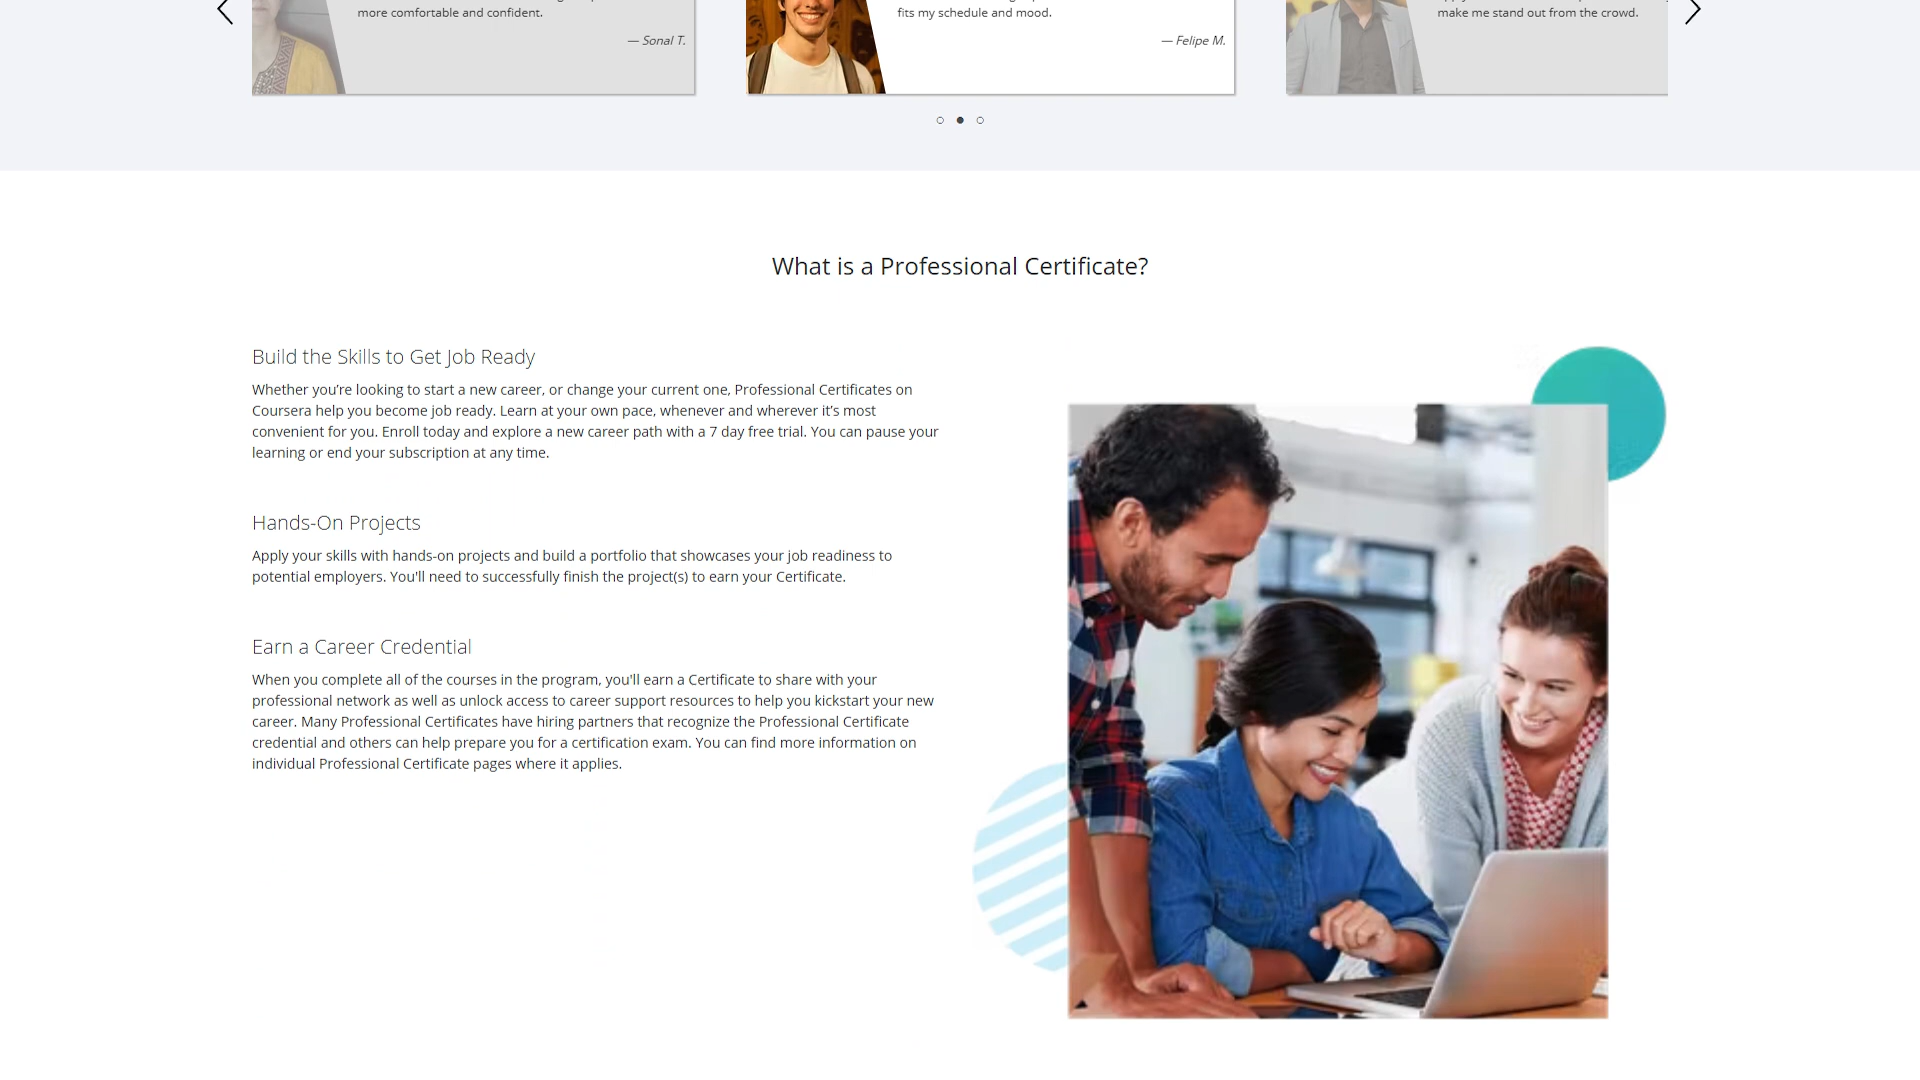 more comfortable and confident.
— Sonal T.
fits my schedule and mood.
— Felipe M.
make me stand out from the crowd.
What is a Professional Certificate?
Build the Skills to Get Job Ready
Whether you’re looking to start a new career, or change your current one, Professional Certificates on
Coursera help you become job ready. Learn at your own pace, whenever and wherever it’s most
convenient for you. Enroll today and explore a new career path with a 7 day free trial. You can pause your
learning or end your subscription at any time.
Hands-On Projects
Apply your skills with hands-on projects and build a portfolio that showcases your job readiness to
potential employers. You'll need to successfully finish the project(s) to earn your Certificate.
Earn a Career Credential
When you complete all of the courses in the program, you'll earn a Certificate to share with your
professional network as well as unlock access to career support resources to help you kickstart your new
career. Many Professional Certificates have hiring partners that recognize the Professional Certificate
credential and others can help prepare you for a certification exam. You can find more information on
individual Professional Certificate pages where it applies.